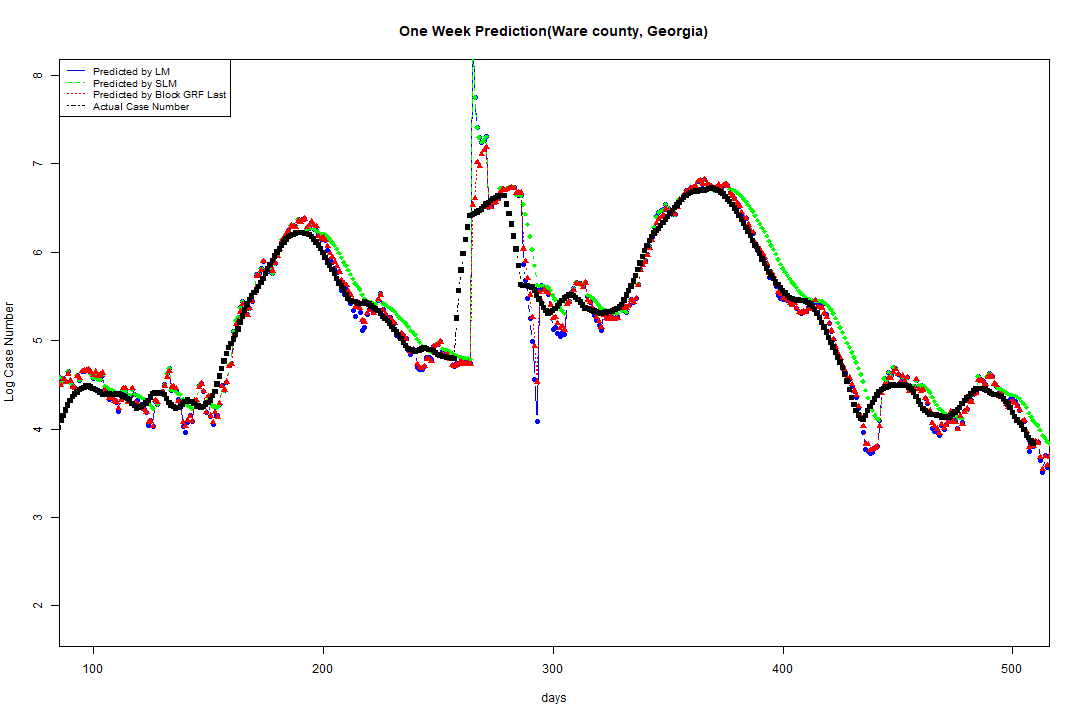 One Week Prediction(Ware county, Georgia)
Predicted by LM
Predicted by SLM
Predicted by Block GRF Last
Actual Case Number
8
7
6
5
4
3
2
Log Case Number
100 200 300 400 500
days